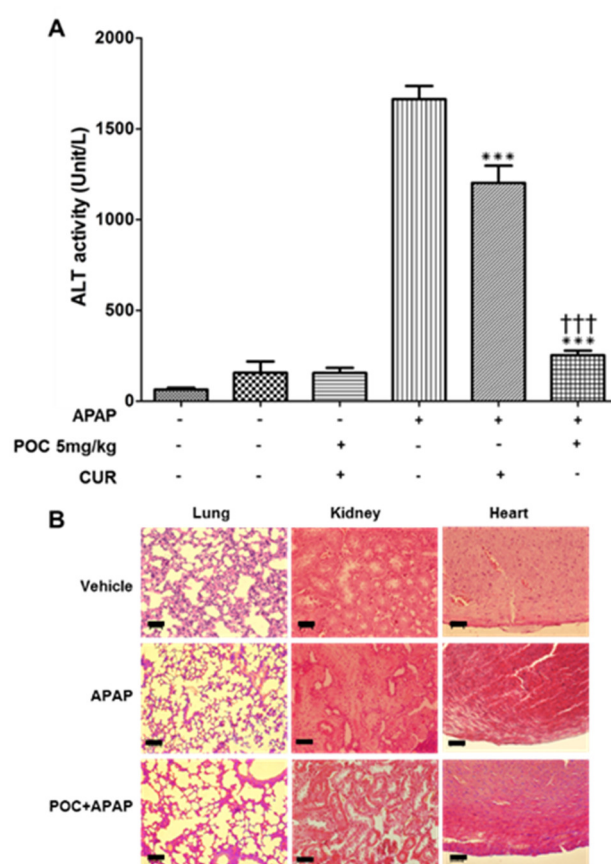 A
ALT activity (Unit/L)
2000
1500
1000
500
0
***
†††
***
APAP - - - + + +
POC 5mg/kg - - + - - +
CUR - - + - + -
B
Lung Kidney Heart
Vehicle
APAP
POC+APAP